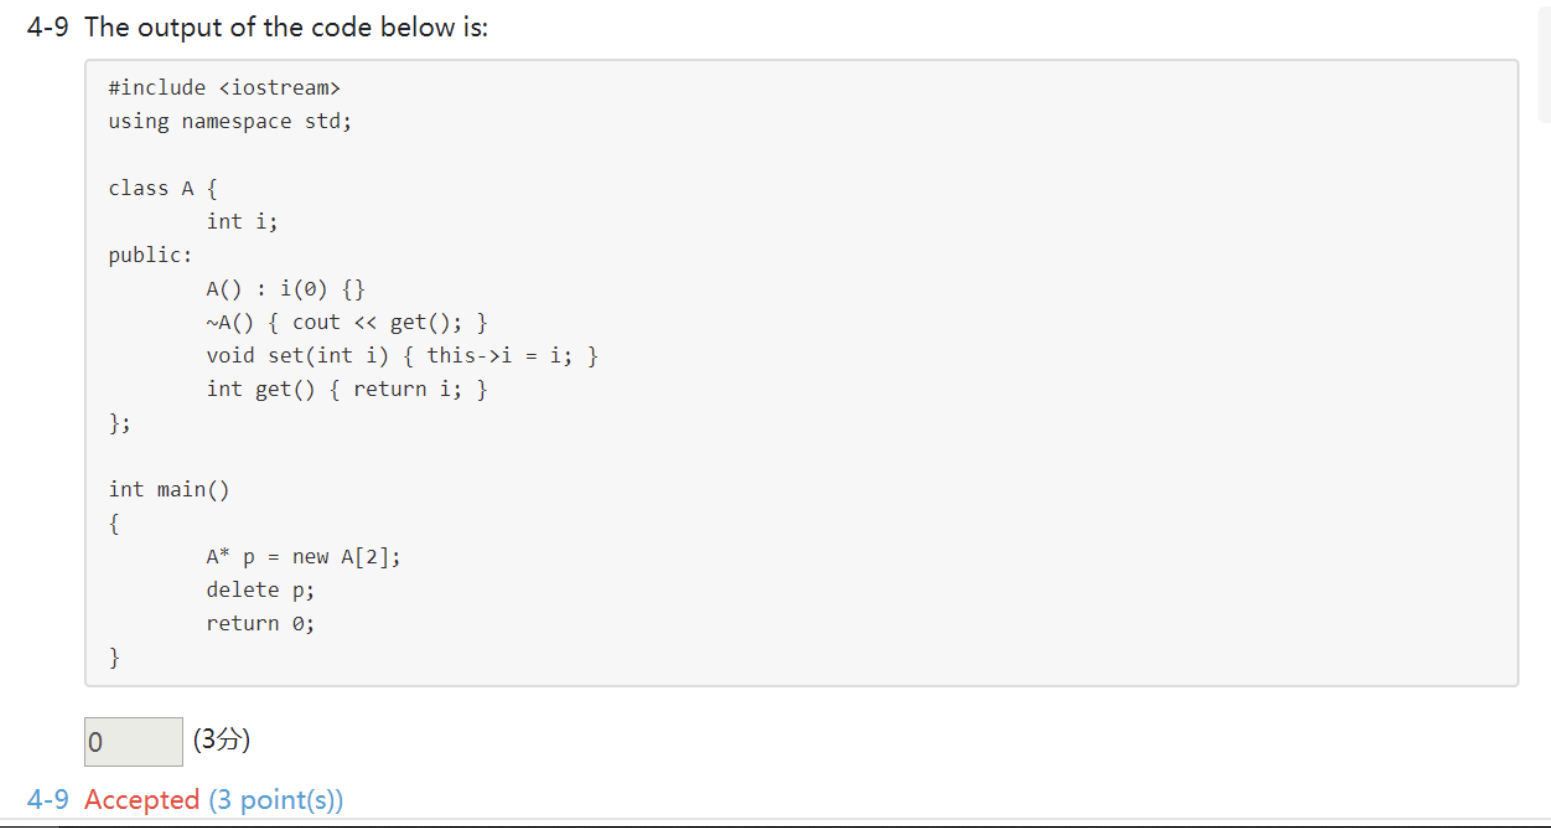 4-9 The output of the code below is:
#include <iostream>
using namespace std;
class A {
int i;
public:
A() : i(0) {}
~A() { cout << get(); }
void set(int i) { this->i = i; }
int get() { return i; }
};
int main()
{
A* p = new A[2];
delete p;
return 0;
}
0 (3分)
4-9 Accepted (3 point(s))